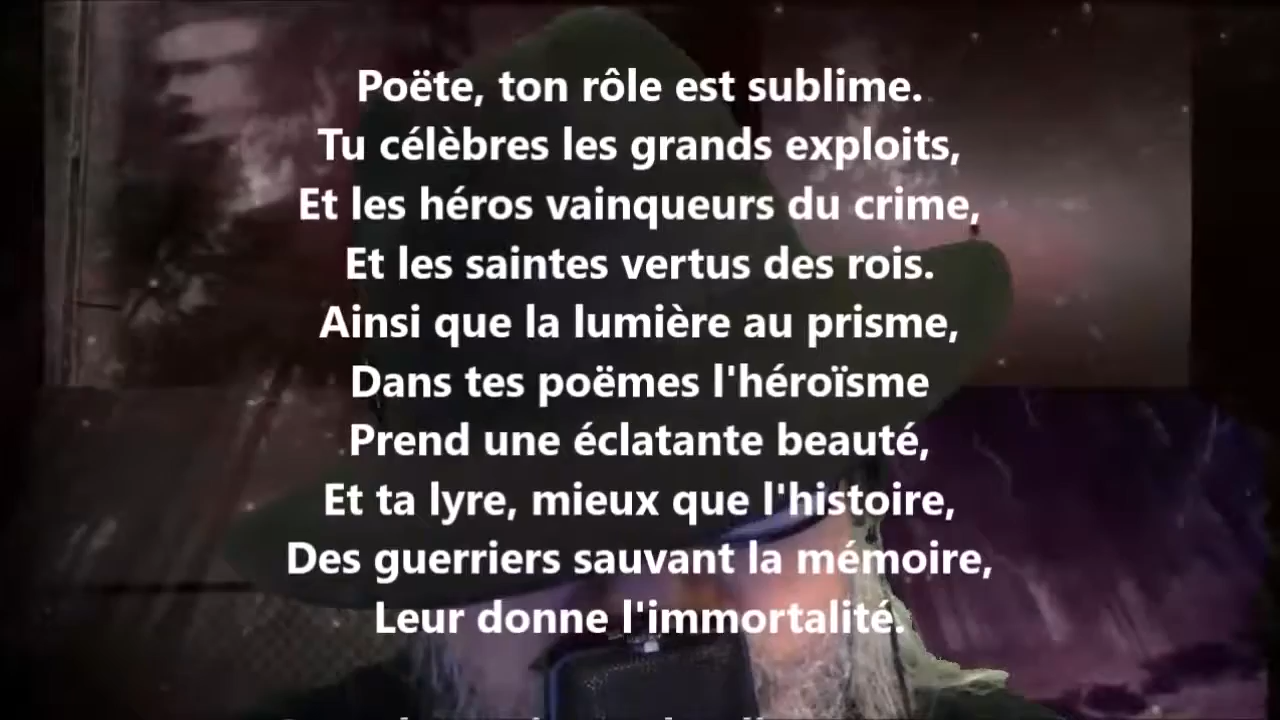 Poëte, ton rôle est sublime.
Tu célèbres les grands exploits,
Et les héros vainqueurs du crime,
Et les saintes vertus des rois.
Ainsi que la lumière au prisme,
Dans tes poëmes l'héroïsme
Prend une éclatante beauté,
Et ta lyre, mieux que l'histoire,
Des guerriers sauvant la mémoire,
Leur donne l'immortalité.